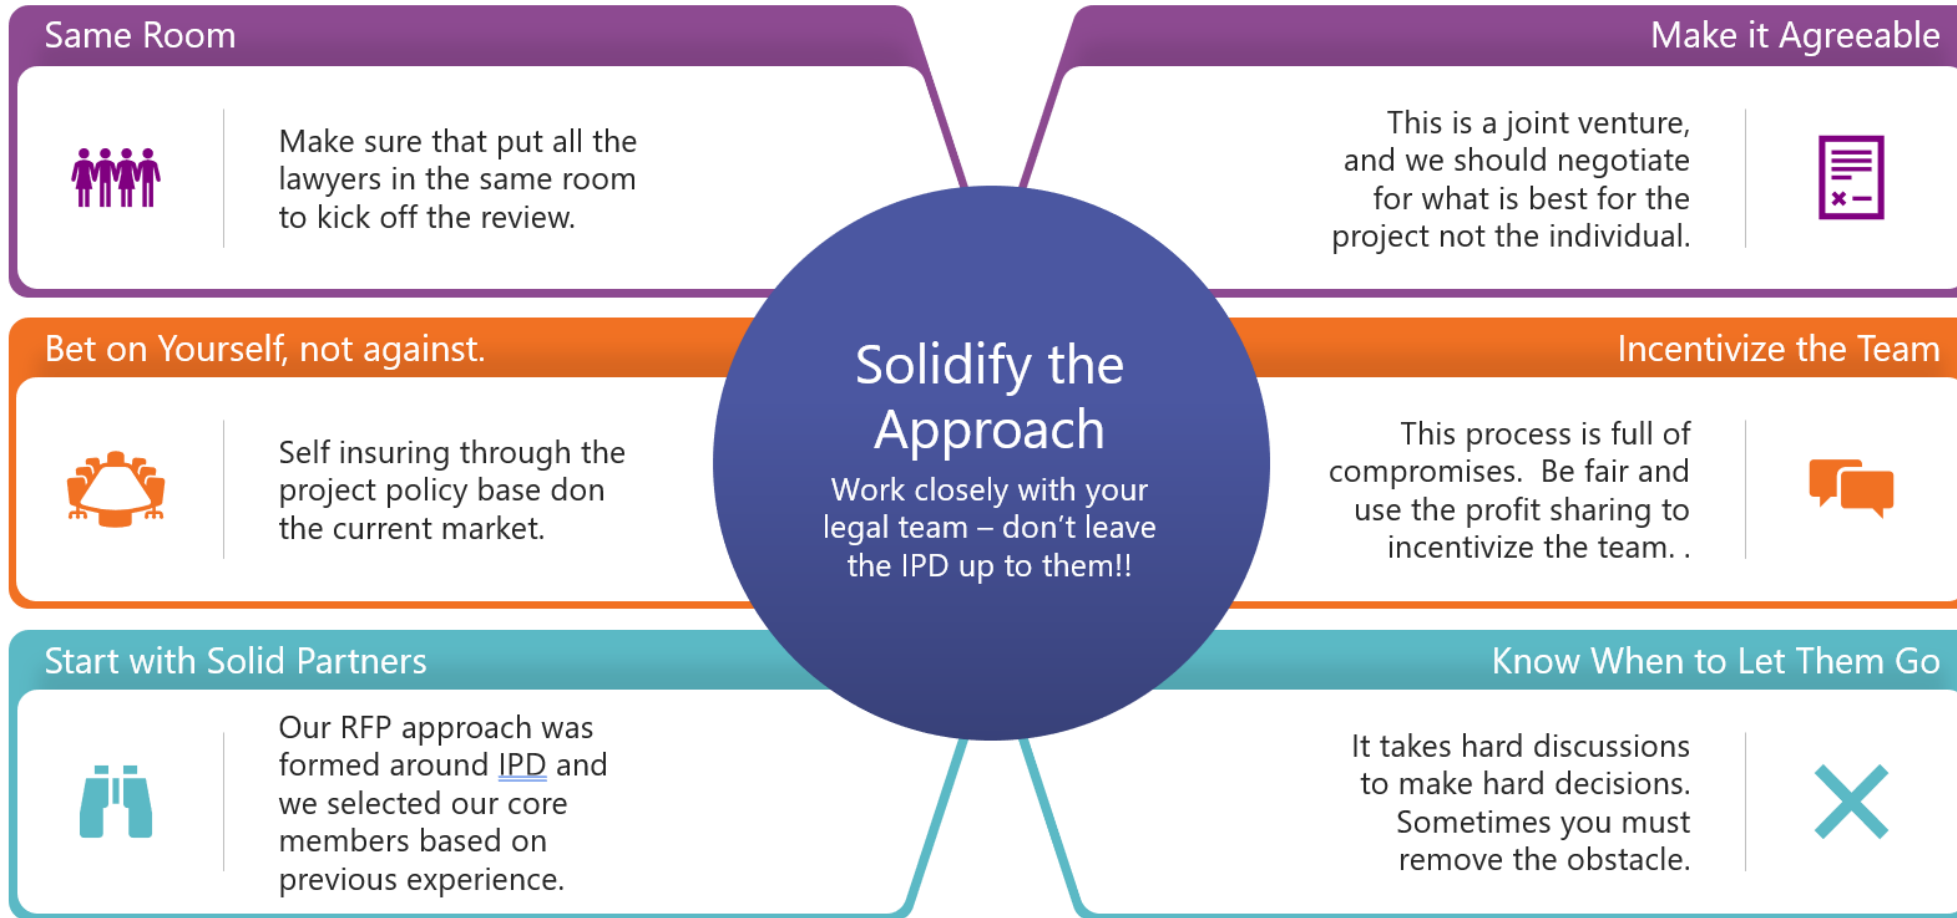 Same Room
Make sure that put all the
lawyers in the same room
to kick off the review.
Make it Agreeable
This is a joint venture,
and we should negotiate
for what is best for the
project not the individual.
Bet on Yourself, not against.
Self insuring through the
project policy base don
the current market.
Solidify the
Approach
Work closely with your
legal team – don’t leave
the IPD up to them!!
Incentivize the Team
This process is full of
compromises.  Be fair and
use the profit sharing to
incentivize the team. .
Start with Solid Partners
Our RFP approach was
formed around IPD and
we selected our core
members based on
previous experience.
Know When to Let Them Go
It takes hard discussions
to make hard decisions.
Sometimes you must
remove the obstacle.